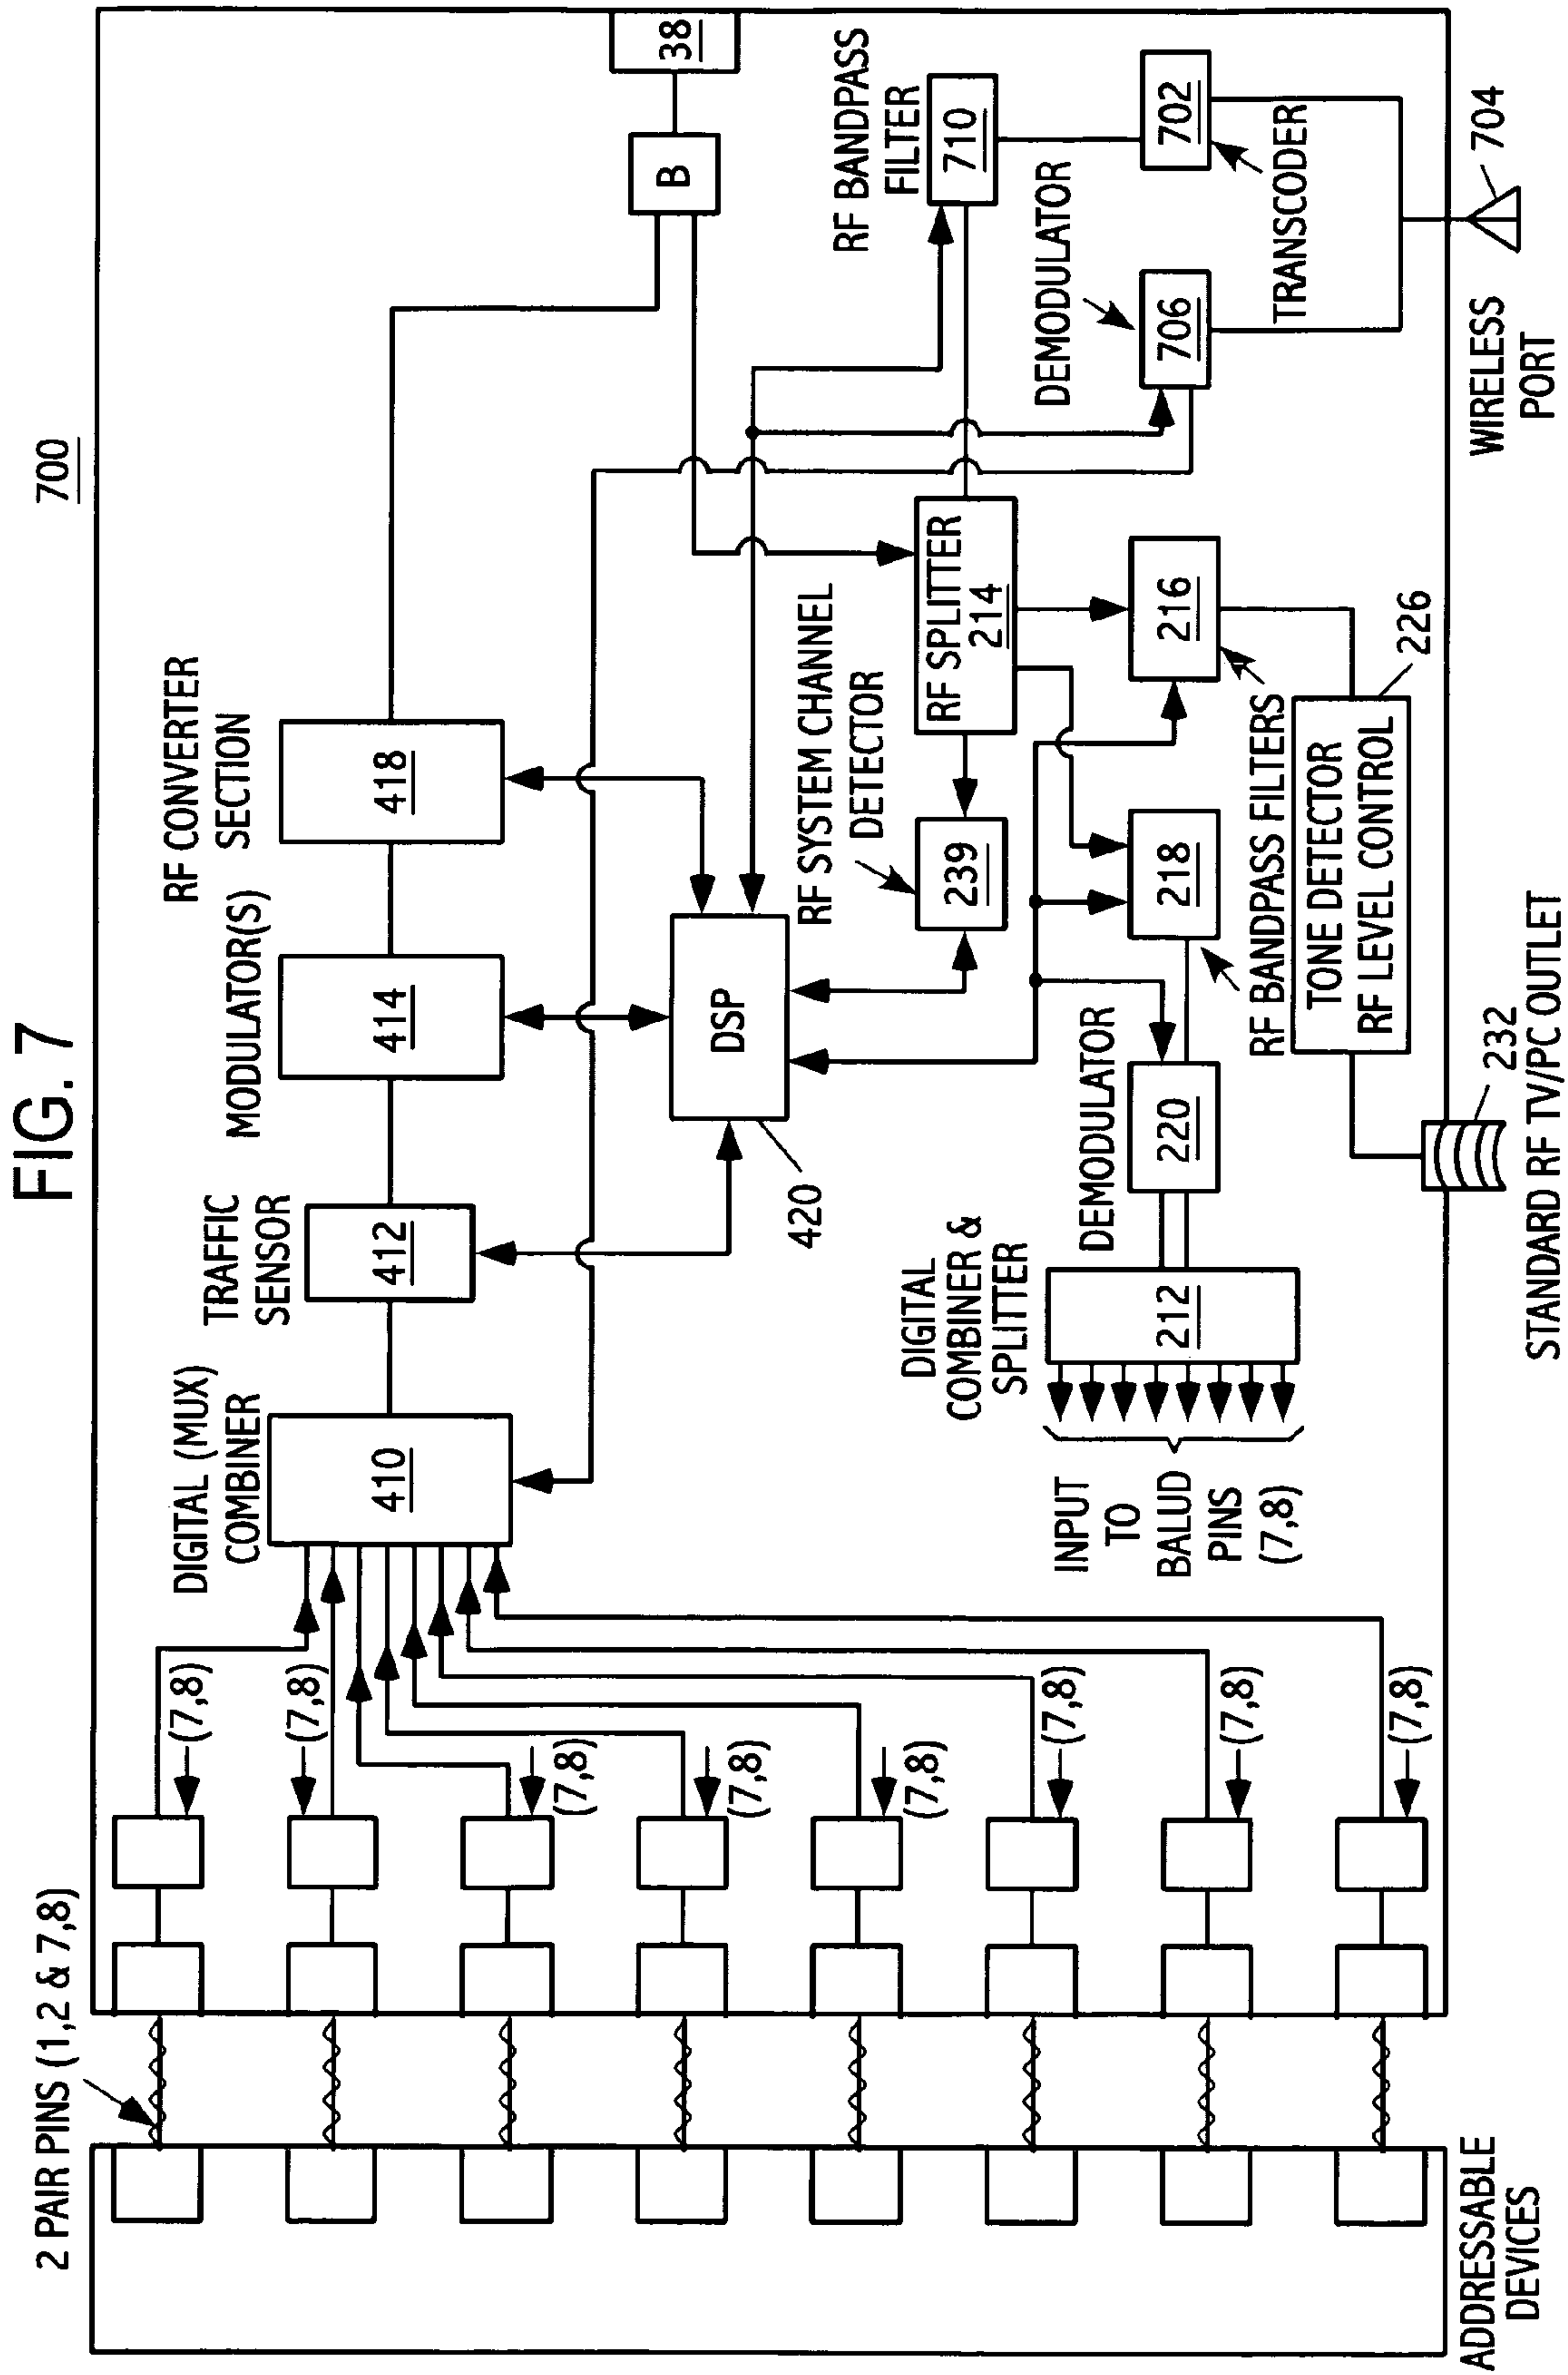 FIG. 7
700
2 PAIR PINS (1,2 & 7,8)
DIGITAL (MUX)
COMBINER
410
TRAFFIC
SENSOR
412
MODULATOR(S)
414
RF CONVERTER
SECTION
418
B
38
(7,8)
(7,8)
(7,8)
(7,8)
(7,8)
(7,8)
(7,8)
(7,8)
DSP
420
RF SYSTEM CHANNEL
DETECTOR
239
RF SPLITTER
214
RF BANDPASS
FILTER
710
DEMODULATOR
706
702
TRANSCODER
704
WIRELESS
PORT
DIGITAL
COMBINER &
SPLITTER
212
DEMODULATOR
220
218
216
RF BANDPASS FILTERS
TONE DETECTOR
RF LEVEL CONTROL
226
INPUT
TO
BALUD
PINS
(7,8)
232
STANDARD RF TV/PC OUTLET
ADDRESSABLE
DEVICES